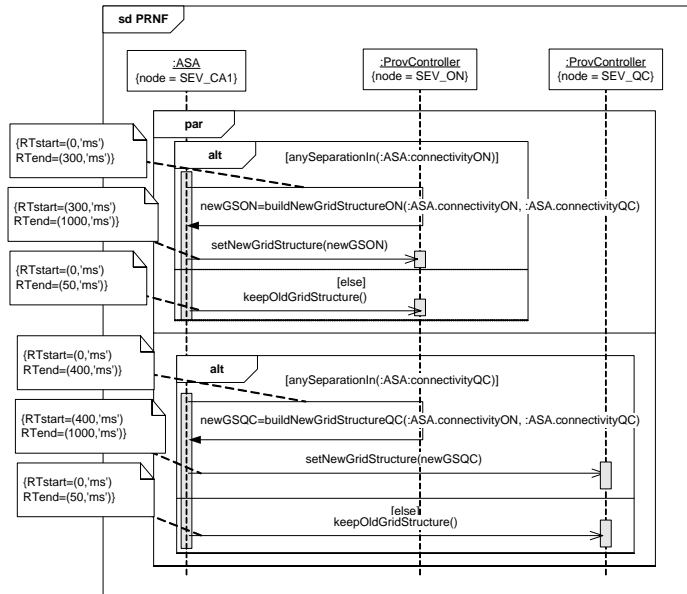 sd PRNF
:ASA
{node = SEV_CA1}
:ProvController
{node = SEV_ON}
:ProvController
{node = SEV_QC}
par
{RTstart=(0,'ms')
RTend=(300,'ms')}
alt
[anySeparationIn(:ASA:connectivityON)]
newGSON=buildNewGridStructureON(:ASA.connectivityON, :ASA.connectivityQC)
{RTstart=(300,'ms')
RTend=(1000,'ms')}
setNewGridStructure(newGSON)
{RTstart=(0,'ms')
RTend=(50,'ms')}
[else]
keepOldGridStructure()
{RTstart=(0,'ms')
RTend=(400,'ms')}
alt
[anySeparationIn(:ASA:connectivityQC)]
newGSQC=buildNewGridStructureQC(:ASA.connectivityON, :ASA.connectivityQC)
{RTstart=(400,'ms')
RTend=(1000,'ms')}
setNewGridStructure(newGSQC)
{RTstart=(0,'ms')
RTend=(50,'ms')}
[else]
keepOldGridStructure()